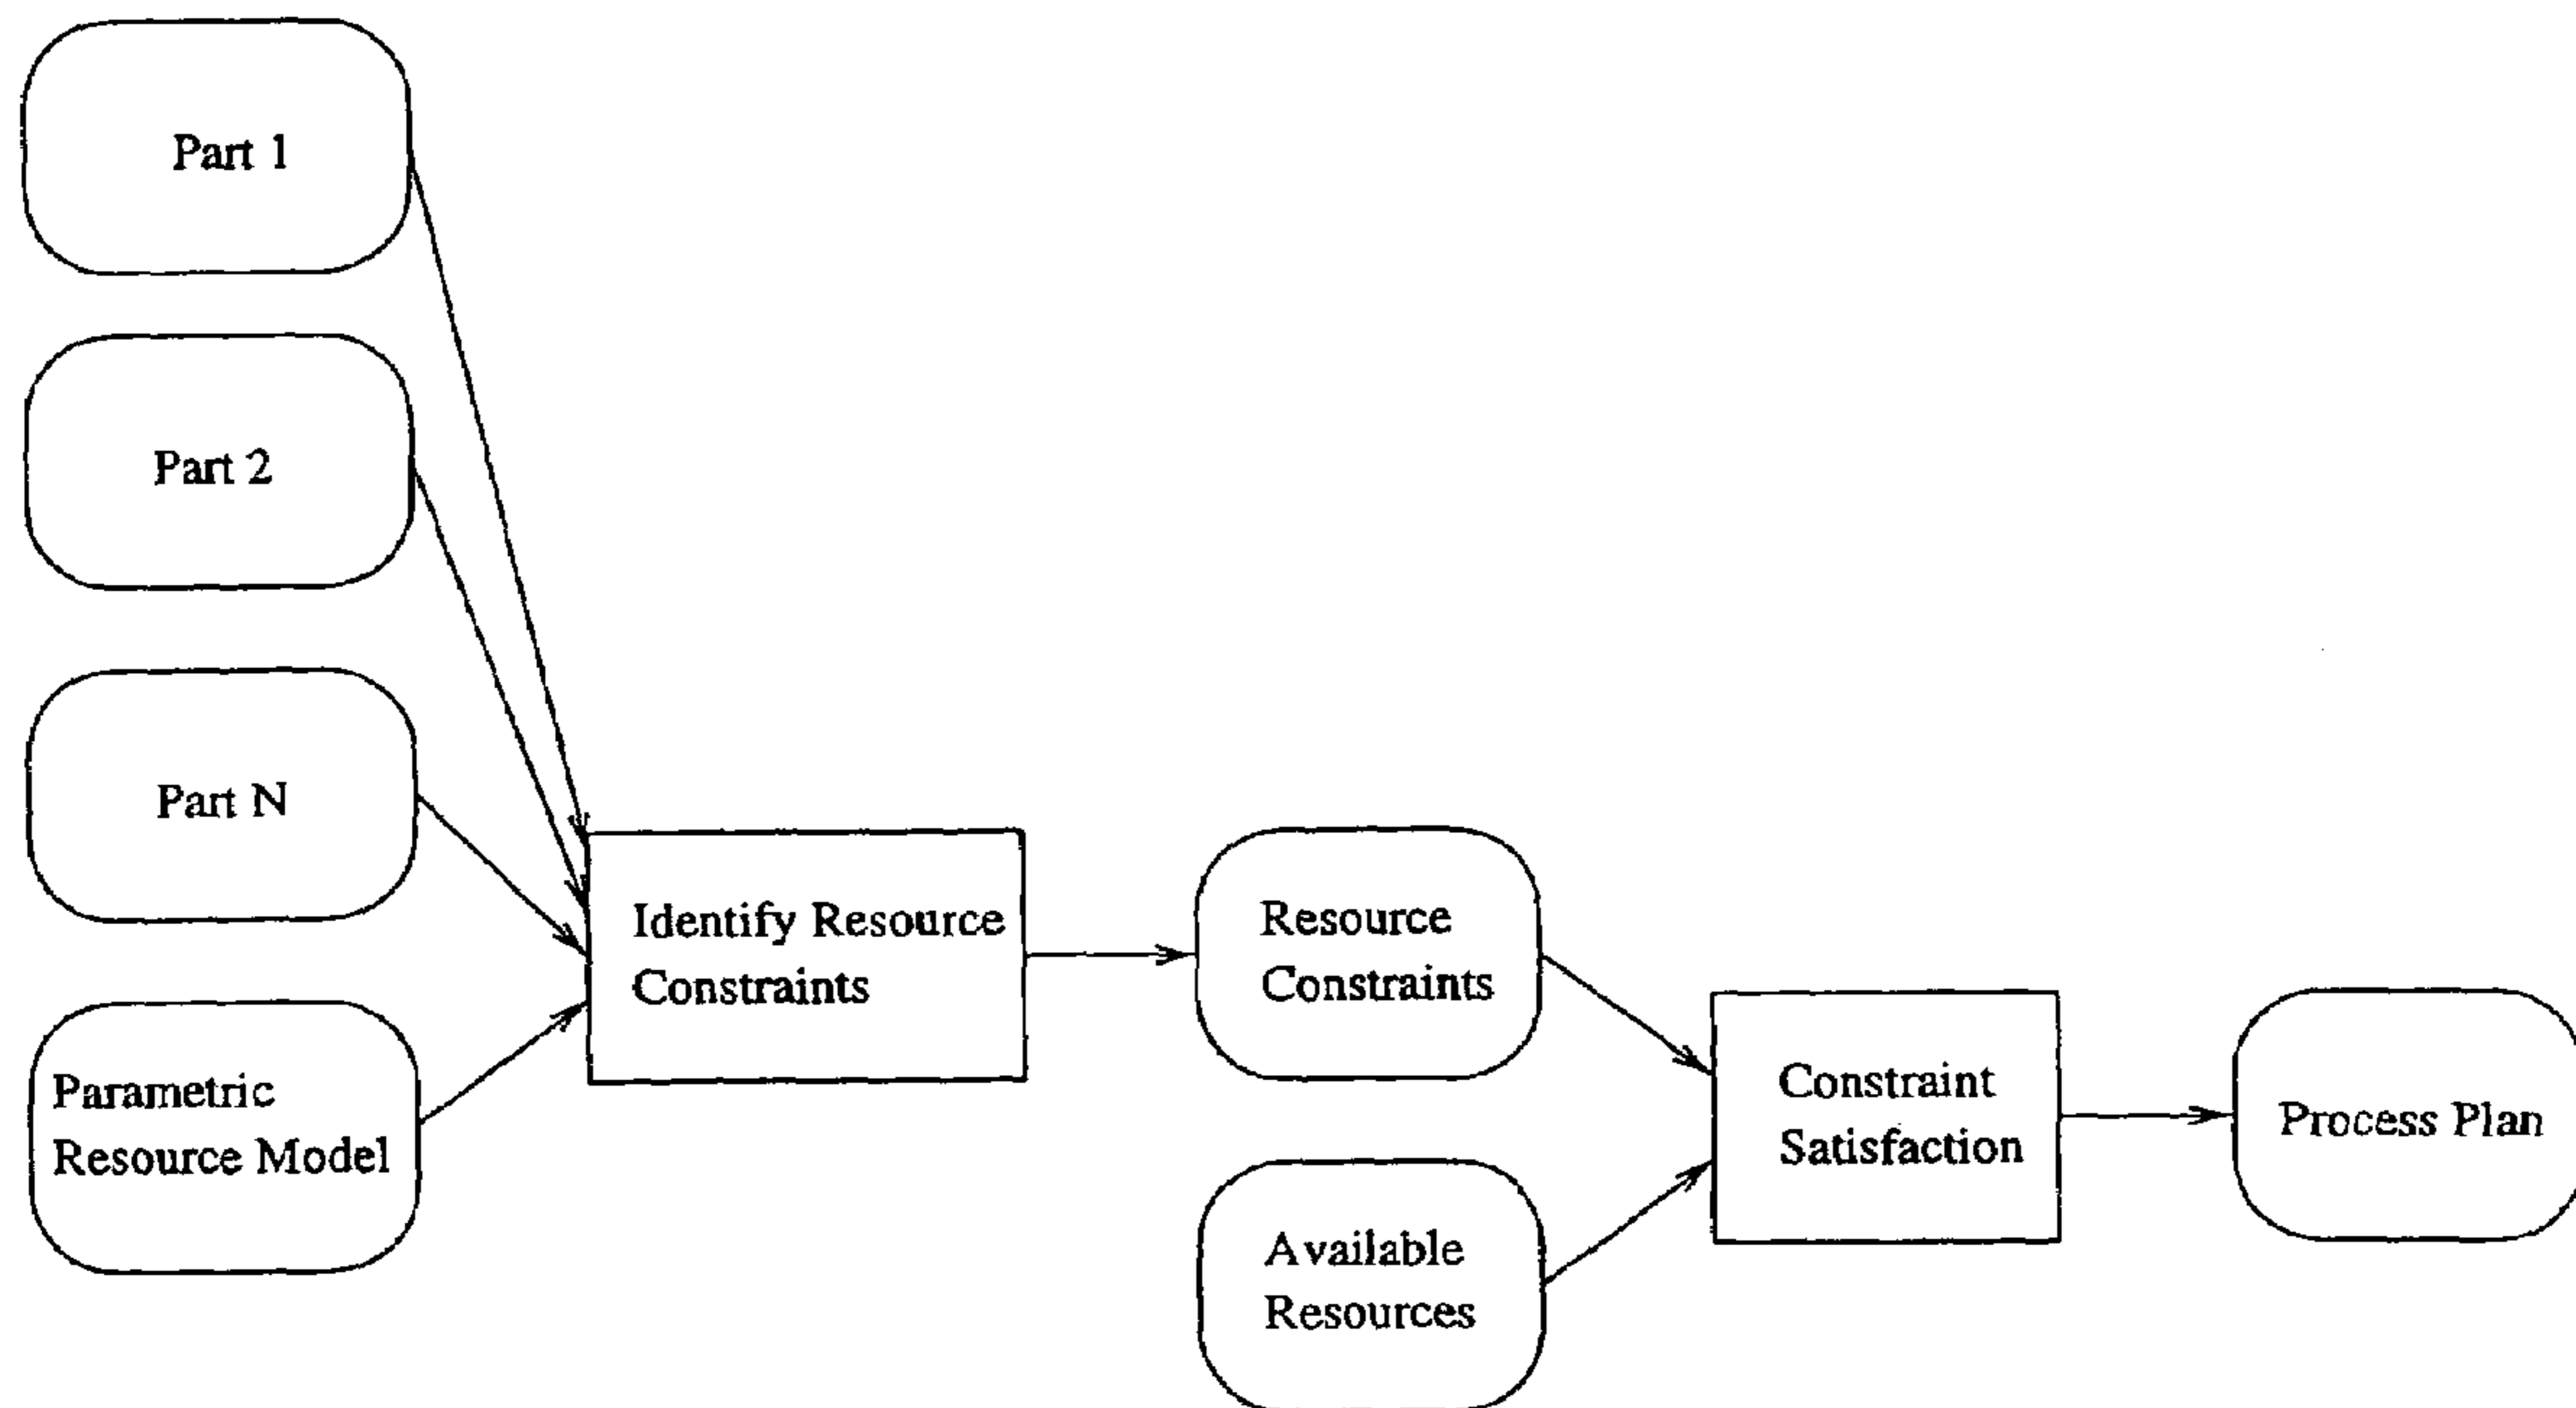 Part 1
Part 2
Part N
Parametric
Resource Model
Identify Resource
Constraints
Resource
Constraints
Available
Resources
Constraint
Satisfaction
Process Plan